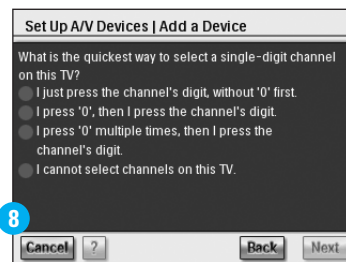 Set Up A/V Devices | Add a Device
What is the quickest way to select a single-digit channel
on this TV?
I just press the channel's digit, without '0' first.
I press '0', then I press the channel's digit.
I press '0' multiple times, then I press the
channel's digit.
I cannot select channels on this TV.
8
Cancel ? Back Next